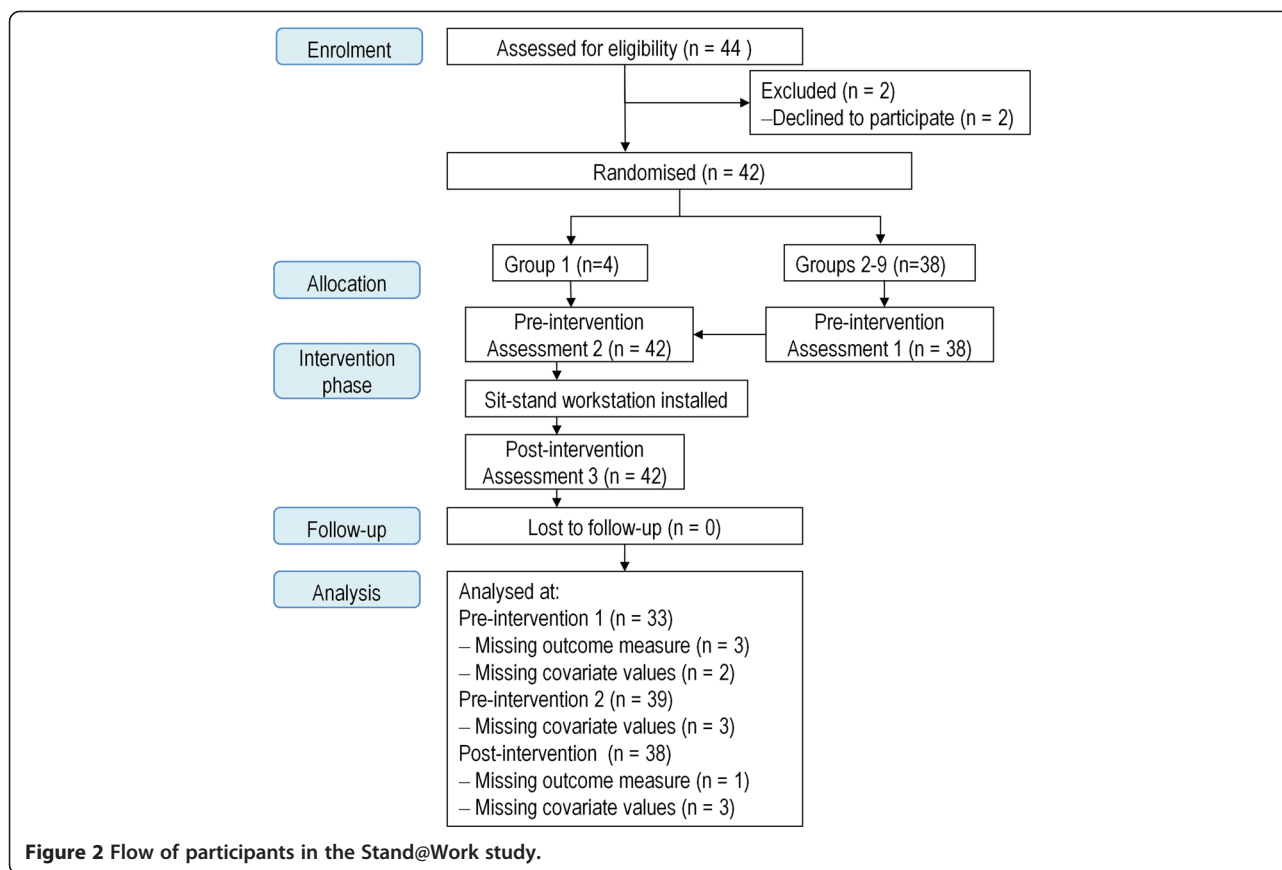 Enrolment
Assessed for eligibility (n = 44 )
Excluded (n = 2)
–Declined to participate (n = 2)
Randomised (n = 42)
Allocation
Group 1 (n=4)
Groups 2-9 (n=38)
Pre-intervention
Assessment 2 (n = 42)
Pre-intervention
Assessment 1 (n = 38)
Intervention
phase
Sit-stand workstation installed
Post-intervention
Assessment 3 (n = 42)
Follow-up
Lost to follow-up (n = 0)
Analysis
Analysed at:
Pre-intervention 1 (n = 33)
– Missing outcome measure (n = 3)
– Missing covariate values (n = 2)
Pre-intervention 2 (n = 39)
– Missing covariate values (n = 3)
Post-intervention (n = 38)
– Missing outcome measure (n = 1)
– Missing covariate values (n = 3)
Figure 2 Flow of participants in the Stand@Work study.